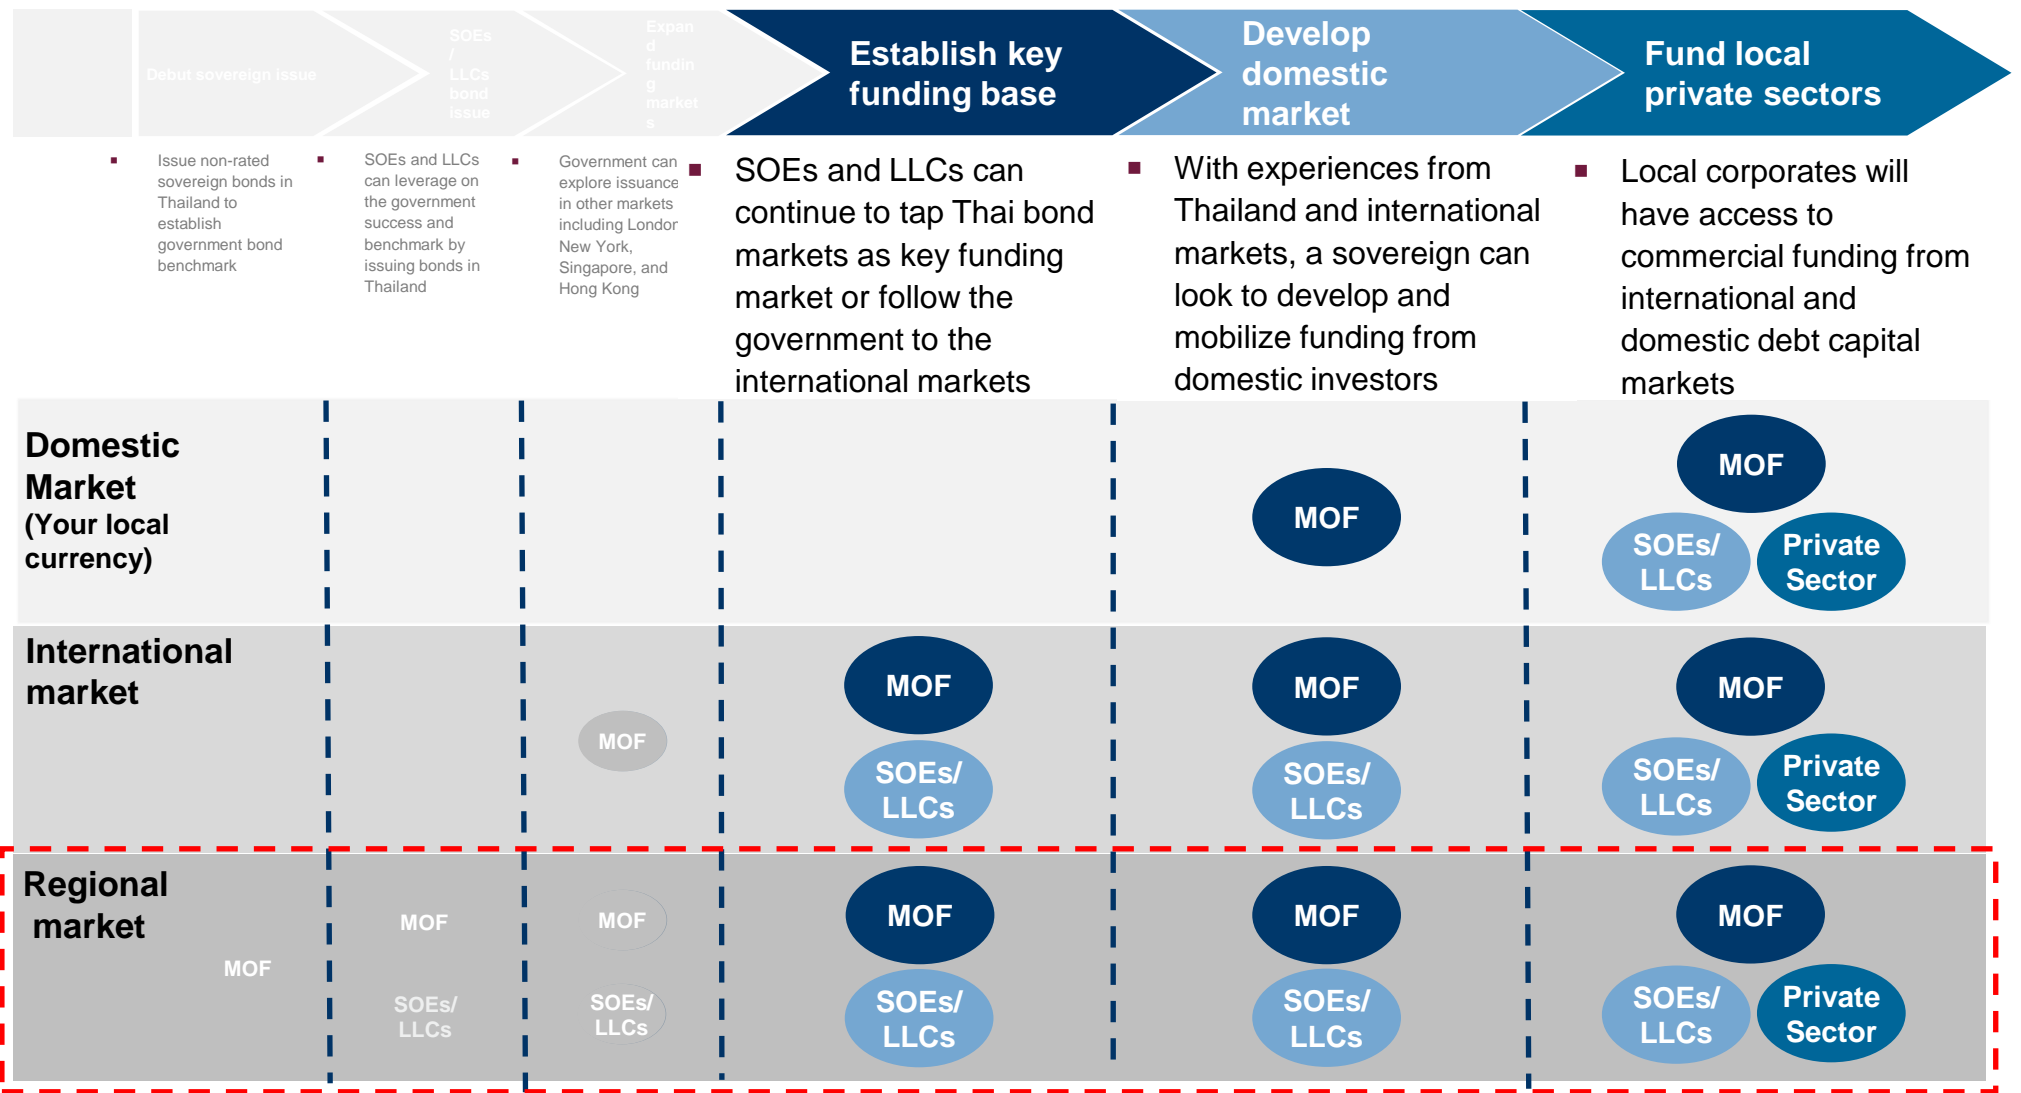 Debut sovereign issue
SOEs
/
LLCs
bond
issue
Expan
d
fundin
g
market
s
Establish key
funding base
Develop
domestic
market
Fund local
private sectors
▪ Issue non-rated
sovereign bonds in
Thailand to
establish
government bond
benchmark
▪ SOEs and LLCs
can leverage on
the government
success and
benchmark by
issuing bonds in
Thailand
▪ Government can
explore issuance
in other markets
including London
New York,
Singapore, and
Hong Kong
▪ SOEs and LLCs can
continue to tap Thai bond
markets as key funding
market or follow the
government to the
international markets
▪ With experiences from
Thailand and international
markets, a sovereign can
look to develop and
mobilize funding from
domestic investors
▪ Local corporates will
have access to
commercial funding from
international and
domestic debt capital
markets
Domestic
Market
(Your local
currency)
MOF
MOF
SOEs/
LLCs
Private
Sector
International
market
MOF
MOF
SOEs/
LLCs
MOF
SOEs/
LLCs
MOF
SOEs/
LLCs
Private
Sector
Regional
market
MOF
MOF
SOEs/
LLCs
MOF
SOEs/
LLCs
MOF
SOEs/
LLCs
MOF
SOEs/
LLCs
MOF
SOEs/
LLCs
Private
Sector